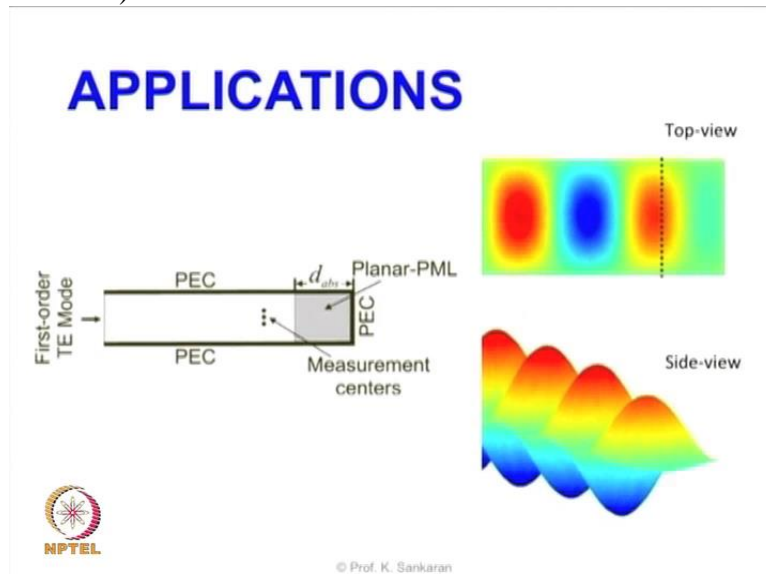 APPLICATIONS
Top-view
First-order
TE Mode
PEC
d_abs
Planar-PML
PEC
PEC
Measurement
centers
Side-view
NPTEL
© Prof. K. Sankaran